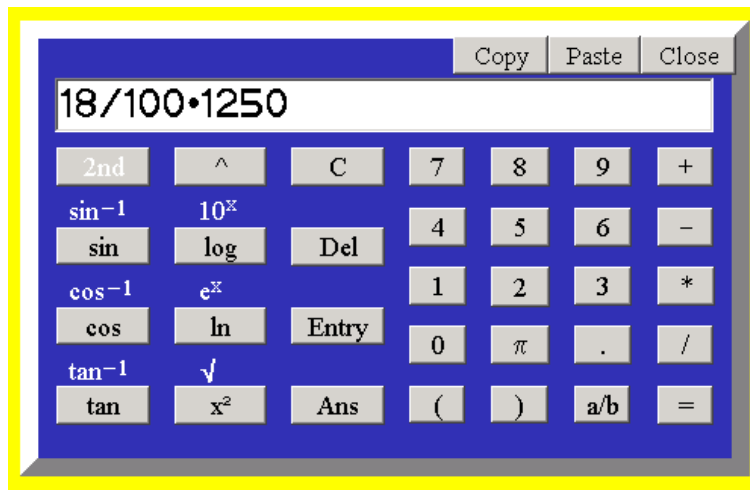 Copy Paste Close
18/100•1250
2nd ^ C 7 8 9 +
sin⁻¹ 10ˣ
sin log Del 4 5 6 −
cos⁻¹ eˣ
cos ln Entry 1 2 3 *
tan⁻¹ √
0 π . /
tan x² Ans ( ) a/b =